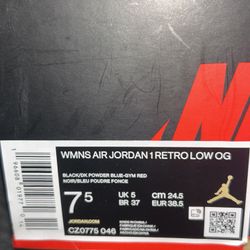 WMNS AIR JORDAN 1 RETRO LOW OG
BLACK/DK POWDER BLUE-GYM RED
NOIR/BLEU POUDRE FONCE
7.5
UK 5
BR 37
CM 24.5
EUR 38.5
JORDAN.COM
CZ0775 046